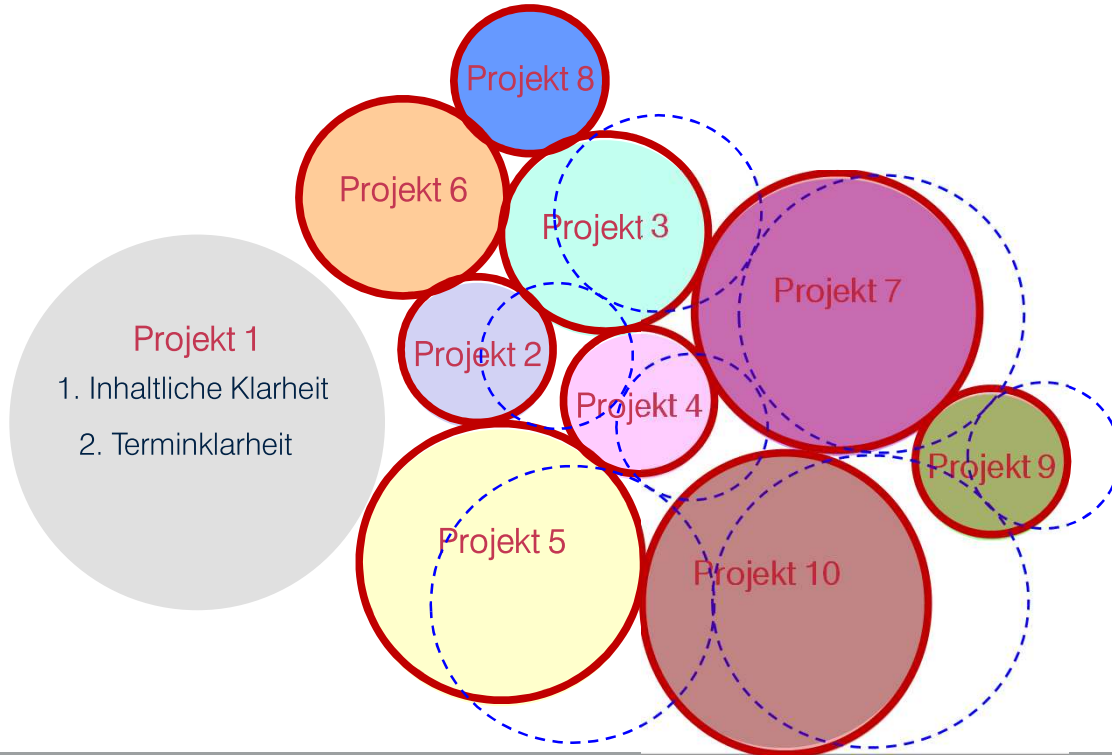 Projekt 8
Projekt 6
Projekt 3
Projekt 7
Projekt 1
1. Inhaltliche Klarheit
2. Terminklarheit
Projekt 2
Projekt 4
Projekt 9
Projekt 5
Projekt 10